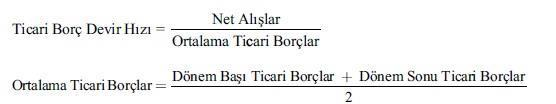 Ticari Borç Devir Hızı = Net Alışlar / Ortalama Ticari Borçlar
Ortalama Ticari Borçlar = Dönem Başı Ticari Borçlar + Dönem Sonu Ticari Borçlar / 2